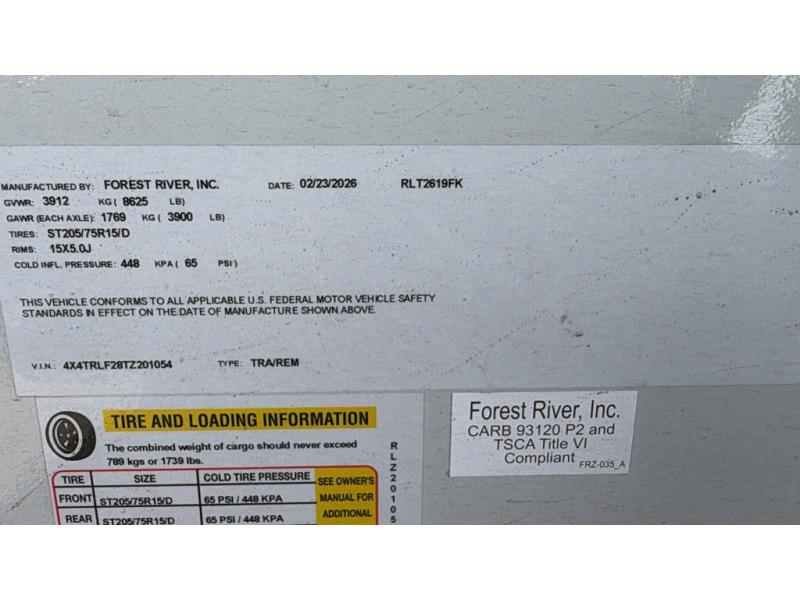 MANUFACTURED BY: FOREST RIVER, INC. DATE: 02/23/2026 RLT2619FK
GVWR: 3912 KG ( 8625 LB)
GAWR (EACH AXLE): 1769 KG ( 3900 LB)
TIRES: ST205/75R15/D
RIMS: 15X5.0J
COLD INFL. PRESSURE: 448 KPA ( 65 PSI)
THIS VEHICLE CONFORMS TO ALL APPLICABLE U.S. FEDERAL MOTOR VEHICLE SAFETY
STANDARDS IN EFFECT ON THE DATE OF MANUFACTURE SHOWN ABOVE.
V.I.N.: 4X4TRLF28TZ201054 TYPE: TRA/REM
TIRE AND LOADING INFORMATION
The combined weight of cargo should never exceed
789 kgs or 1739 lbs.
TIRE SIZE COLD TIRE PRESSURE SEE OWNER'S
FRONT ST205/75R15/D 65 PSI / 448 KPA MANUAL FOR
ADDITIONAL
REAR ST205/75R15/D 65 PSI / 448 KPA
RLZ20105
Forest River, Inc.
CARB 93120 P2 and
TSCA Title VI
Compliant FRZ-035_A